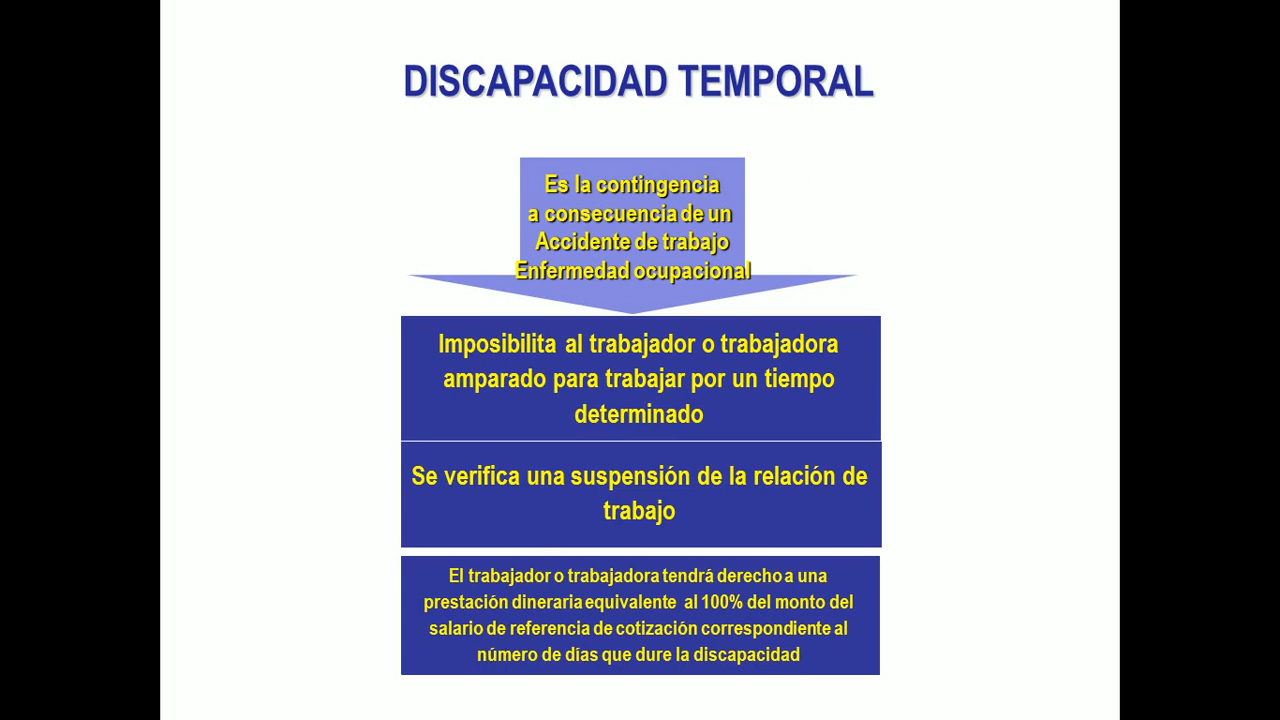 DISCAPACIDAD TEMPORAL
Es la contingencia
a consecuencia de un
Accidente de trabajo
Enfermedad ocupacional
Imposibilita al trabajador o trabajadora
amparado para trabajar por un tiempo
determinado
Se verifica una suspensión de la relación de
trabajo
El trabajador o trabajadora tendrá derecho a una
prestación dineraria equivalente al 100% del monto del
salario de referencia de cotización correspondiente al
número de días que dure la discapacidad